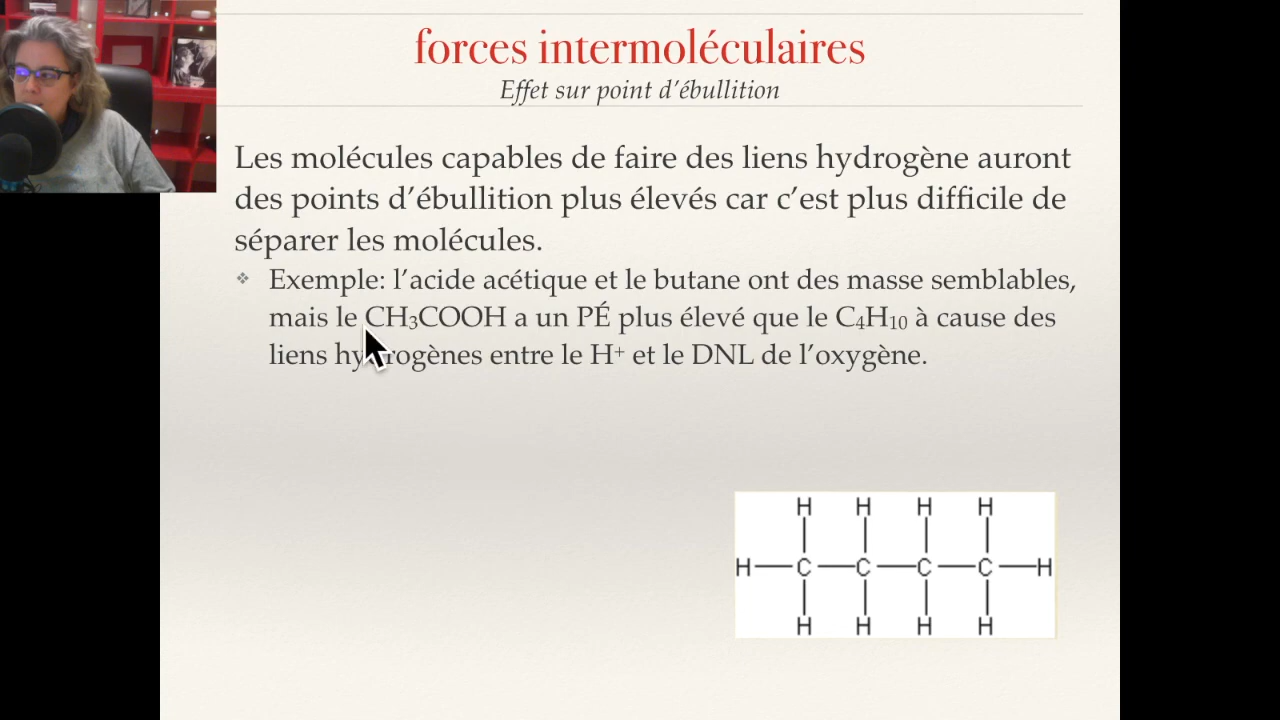 forces intermoléculaires
Effet sur point d’ébullition
Les molécules capables de faire des liens hydrogène auront
des points d’ébullition plus élevés car c’est plus difficile de
séparer les molécules.
❖ Exemple: l’acide acétique et le butane ont des masse semblables,
mais le CH₃COOH a un PÉ plus élevé que le C₄H₁₀ à cause des
liens hydrogènes entre le H⁺ et le DNL de l’oxygène.
H H H H
H C C C C H
H H H H